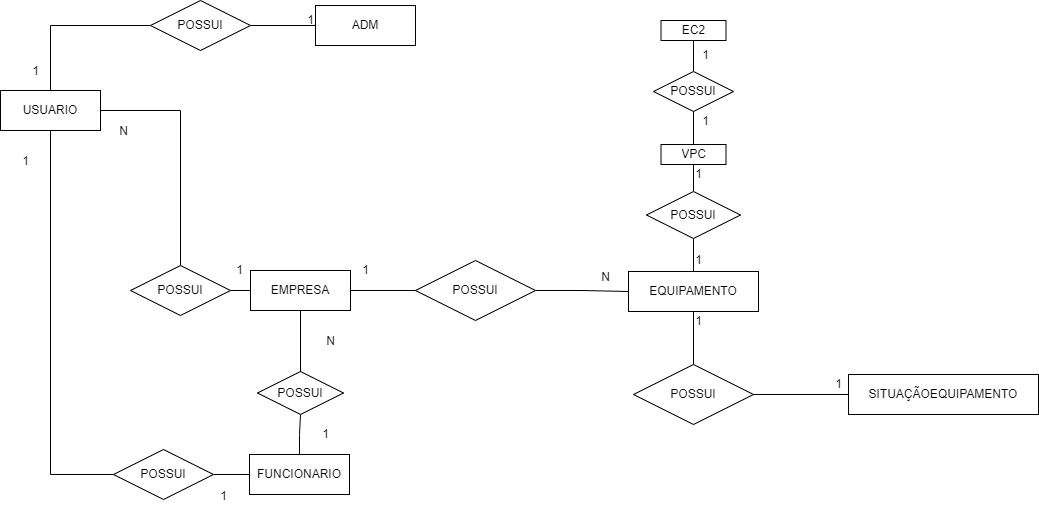 POSSUI
1
ADM
EC2
1
POSSUI
1
VPC
1
POSSUI
1
1
USUARIO
N
1
POSSUI
1
EMPRESA
1
POSSUI
N
EQUIPAMENTO
1
N
POSSUI
1
POSSUI
1
SITUAÇÃOEQUIPAMENTO
POSSUI
1
FUNCIONARIO